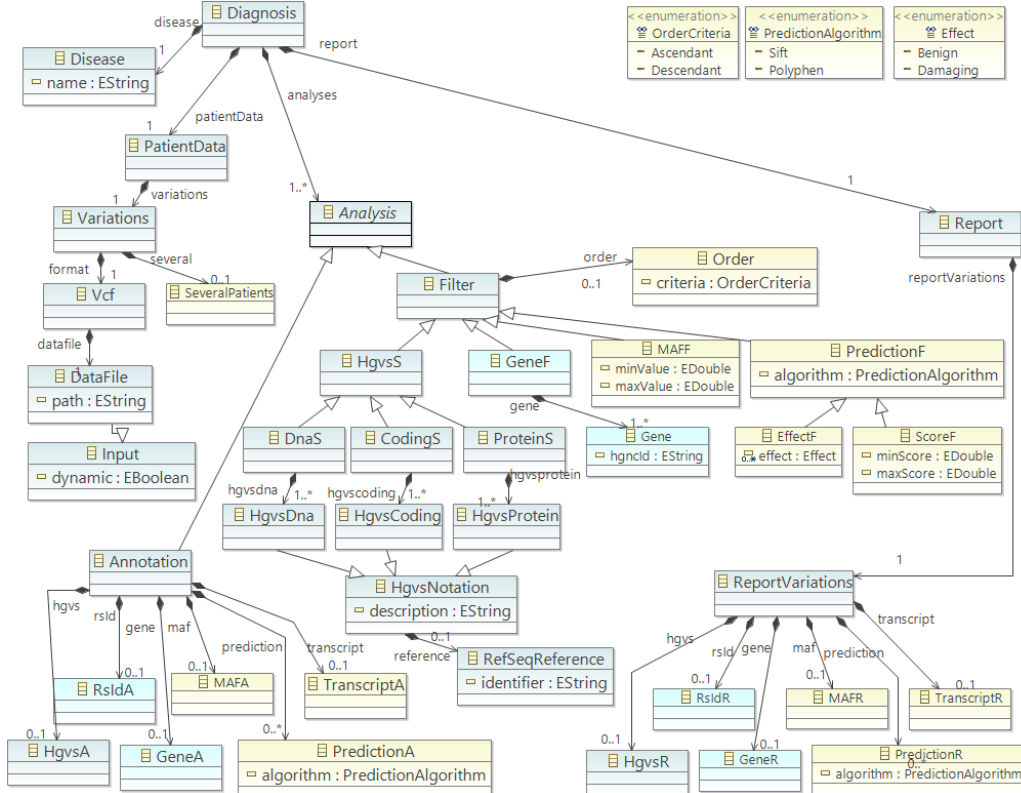 Diagnosis
disease
1
report
analyses
patientData
1
1..*
1
<<enumeration>>
OrderCriteria
Ascendant
Descendant
<<enumeration>>
PredictionAlgorithm
Sift
Polyphen
<<enumeration>>
Effect
Benign
Damaging
Disease
name : EString
PatientData
variations
1
Variations
format
1
several
0..1
Analysis
Report
reportVariations
1
Vcf
SeveralPatients
datafile
1
Filter
order
0..1
Order
criteria : OrderCriteria
DataFile
path : EString
Input
dynamic : EBoolean
HgvsS
GeneF
gene
1..*
MAFF
minValue : EDouble
maxValue : EDouble
PredictionF
algorithm : PredictionAlgorithm
DnaS
CodingS
ProteinS
Gene
hgncId : EString
EffectF
0..* effect : Effect
ScoreF
minScore : EDouble
maxScore : EDouble
hgvsdna
1..*
hgvscoding
1..*
hgvsprotein
1..*
HgvsDna
HgvsCoding
HgvsProtein
Annotation
HgvsNotation
description : EString
0..1
reference
RefSeqReference
identifier : EString
ReportVariations
hgvs
rsId
gene
maf
prediction
transcript
0..1
0..1
0..1
RsIdA
MAFA
TranscriptA
0..1
0..1
0..*
HgvsA
GeneA
PredictionA
algorithm : PredictionAlgorithm
hgvs
rsId
gene
maf
prediction
transcript
0..1
0..1
0..1
RsIdR
MAFR
TranscriptR
0..1
0..1
0..*
HgvsR
GeneR
PredictionR
algorithm : PredictionAlgorithm